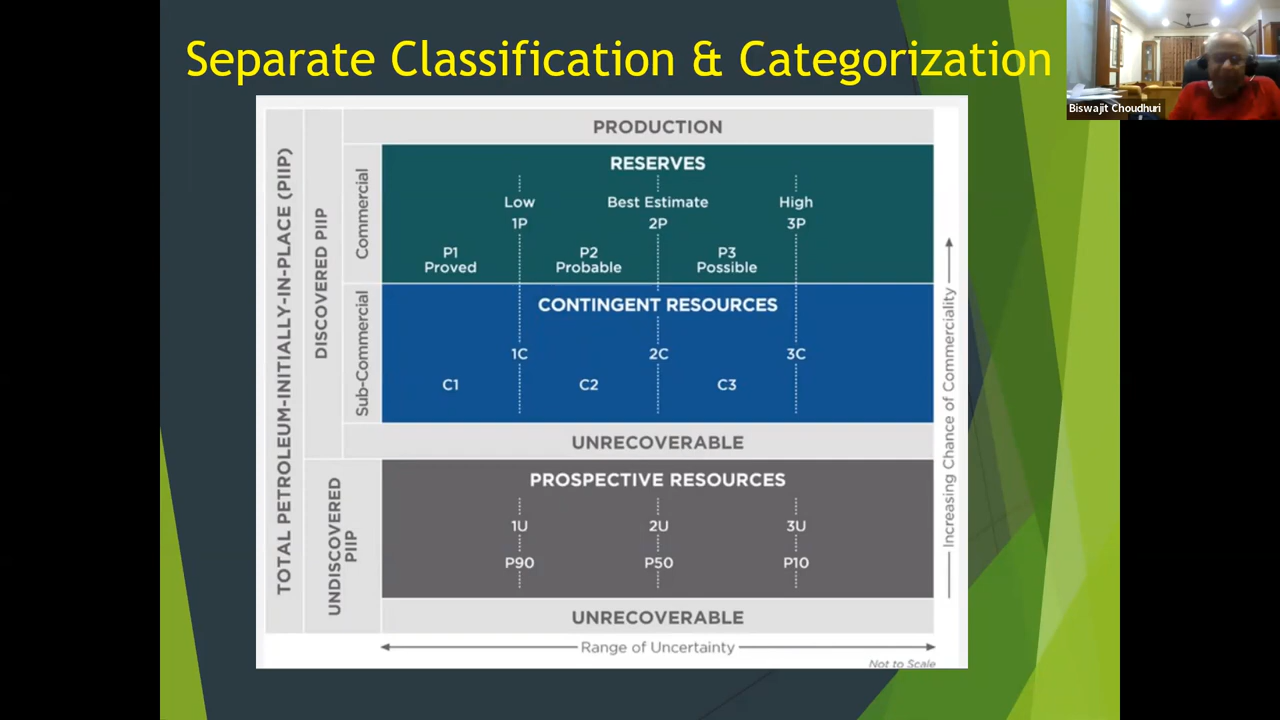 Separate Classification & Categorization
Biswajit Choudhuri
TOTAL PETROLEUM-INITIALLY-IN-PLACE (PIIP)
DISCOVERED PIIP
Commercial
PRODUCTION
RESERVES
Low
Best Estimate
High
1P
2P
3P
P1
Proved
P2
Probable
P3
Possible
Sub-Commercial
CONTINGENT RESOURCES
1C
2C
3C
C1
C2
C3
UNRECOVERABLE
UNDISCOVERED
PIIP
PROSPECTIVE RESOURCES
1U
2U
3U
P90
P50
P10
UNRECOVERABLE
Increasing Chance of Commerciality
Range of Uncertainty
Not to Scale